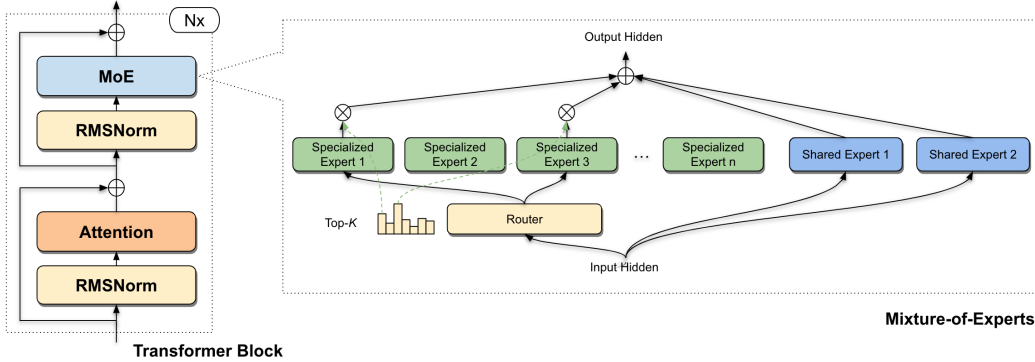 Nx
MoE
RMSNorm
Attention
RMSNorm
Transformer Block
Output Hidden
Specialized
Expert 1
Specialized
Expert 2
Specialized
Expert 3
...
Specialized
Expert n
Shared Expert 1
Shared Expert 2
Top-K
Router
Input Hidden
Mixture-of-Experts